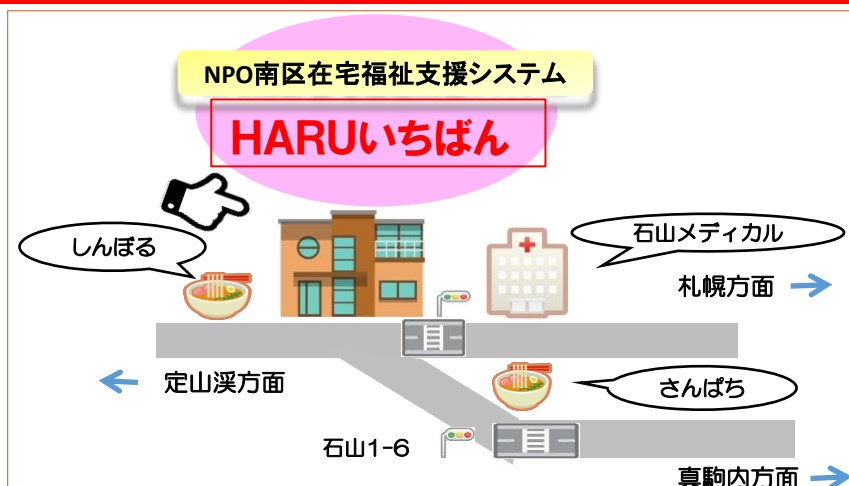 NPO南区在宅福祉支援システム
HARUいちばん
しんぼる
石山メディカル
札幌方面
定山渓方面
さんぱち
石山1-6
真駒内方面